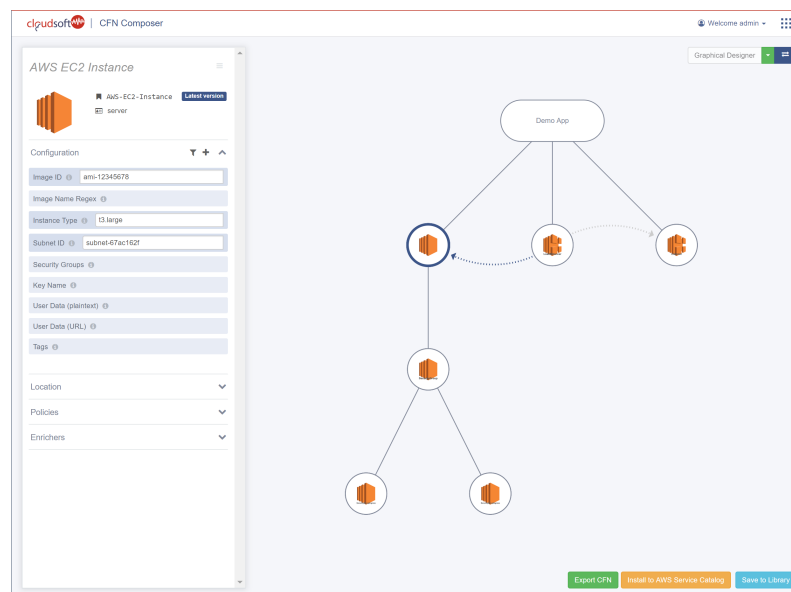 cloudsoft | CFN Composer
Welcome admin
AWS EC2 Instance
AWS-EC2-Instance Latest version
server
Configuration
Image ID ami-12345678
Image Name Regex
Instance Type t3.large
Subnet ID subnet-67ac162f
Security Groups
Key Name
User Data (plaintext)
User Data (URL)
Tags
Location
Policies
Enrichers
Graphical Designer
Demo App
Export CFN
Install to AWS Service Catalog
Save to Library